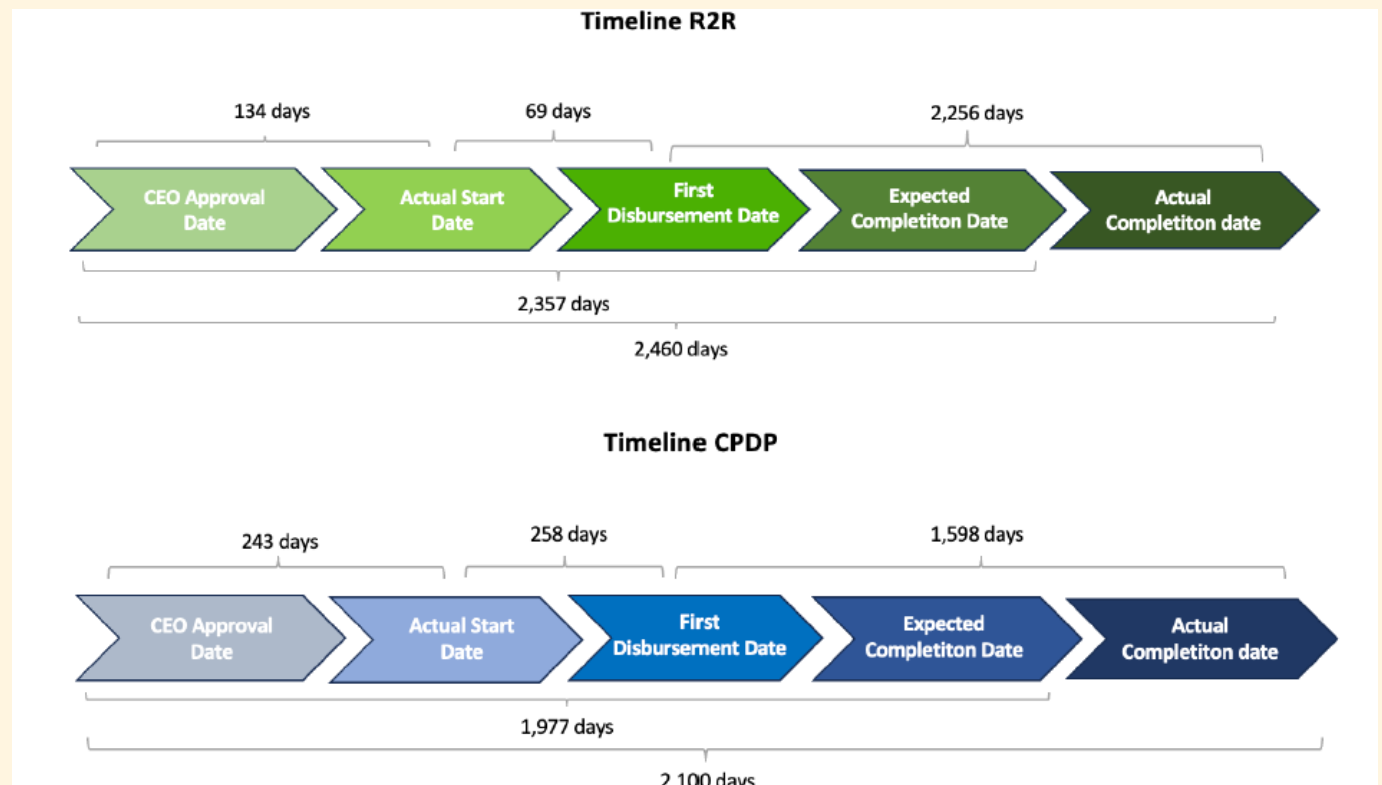 Timeline R2R
134 days
69 days
2,256 days
CEO Approval
Date
Actual Start
Date
First
Disbursement Date
Expected
Completiton Date
Actual
Completiton date
2,357 days
2,460 days
Timeline CPDP
243 days
258 days
1,598 days
CEO Approval
Date
Actual Start
Date
First
Disbursement Date
Expected
Completiton Date
Actual
Completiton date
1,977 days
2,100 days